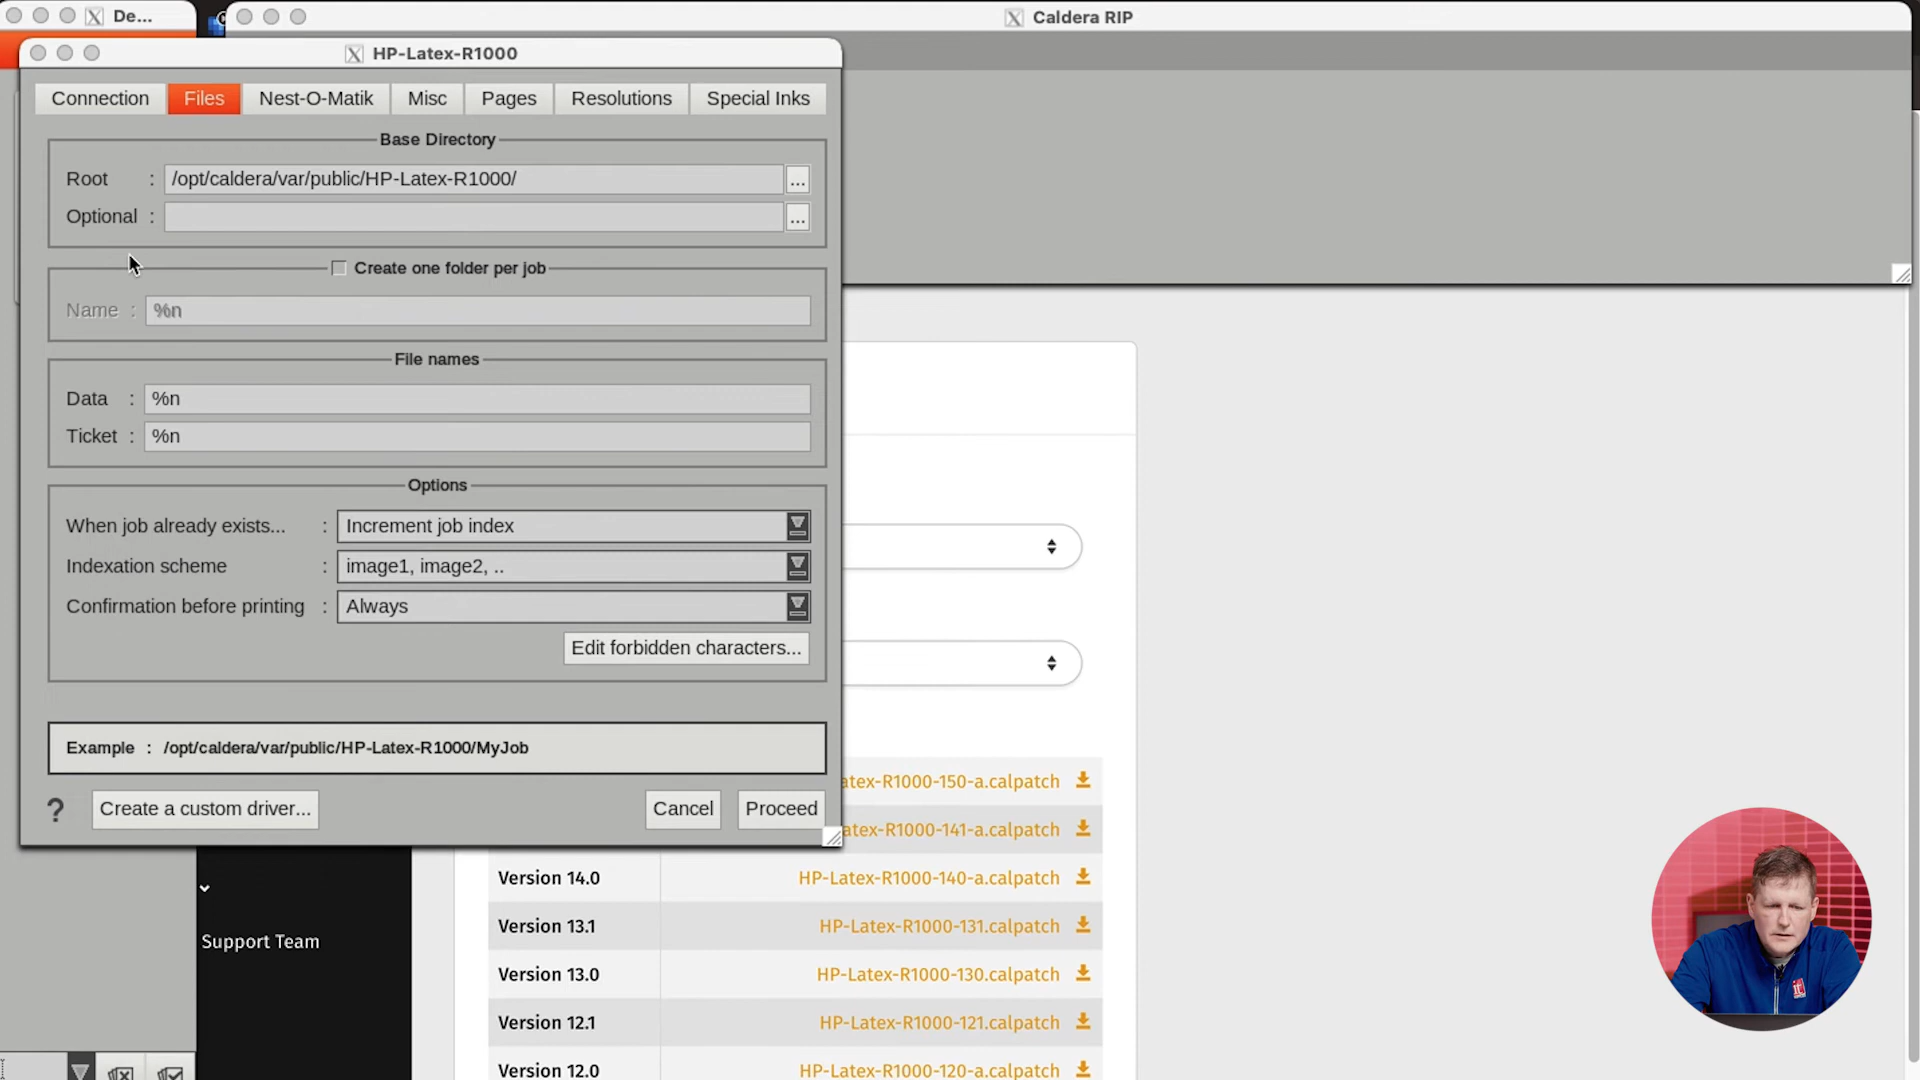 De...
Caldera RIP
HP-Latex-R1000
Connection Files Nest-O-Matik Misc Pages Resolutions Special Inks
Base Directory
Root : /opt/caldera/var/public/HP-Latex-R1000/ ...
Optional : ...
Create one folder per job
Name : %n
File names
Data : %n
Ticket : %n
Options
When job already exists... : Increment job index
Indexation scheme : image1, image2, ..
Confirmation before printing : Always
Edit forbidden characters...
Example : /opt/caldera/var/public/HP-Latex-R1000/MyJob
? Create a custom driver... Cancel Proceed
atex-R1000-150-a.calpatch
atex-R1000-141-a.calpatch
Version 14.0 HP-Latex-R1000-140-a.calpatch
Version 13.1 HP-Latex-R1000-131.calpatch
Support Team
Version 13.0 HP-Latex-R1000-130.calpatch
Version 12.1 HP-Latex-R1000-121.calpatch
Version 12.0 HP-Latex-R1000-120-a.calpatch
it